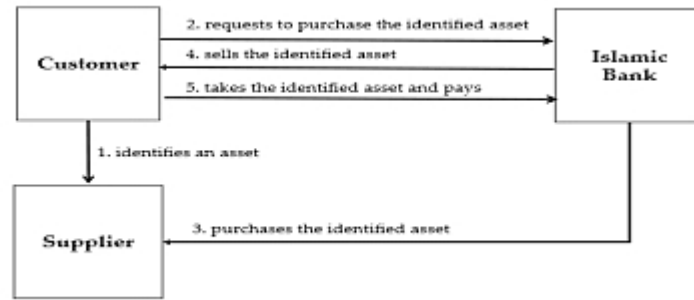 2. requests to purchase the identified asset
4. sells the identified asset
Customer
Islamic
Bank
5. takes the identified asset and pays
1. identifies an asset
Supplier
3. purchases the identified asset